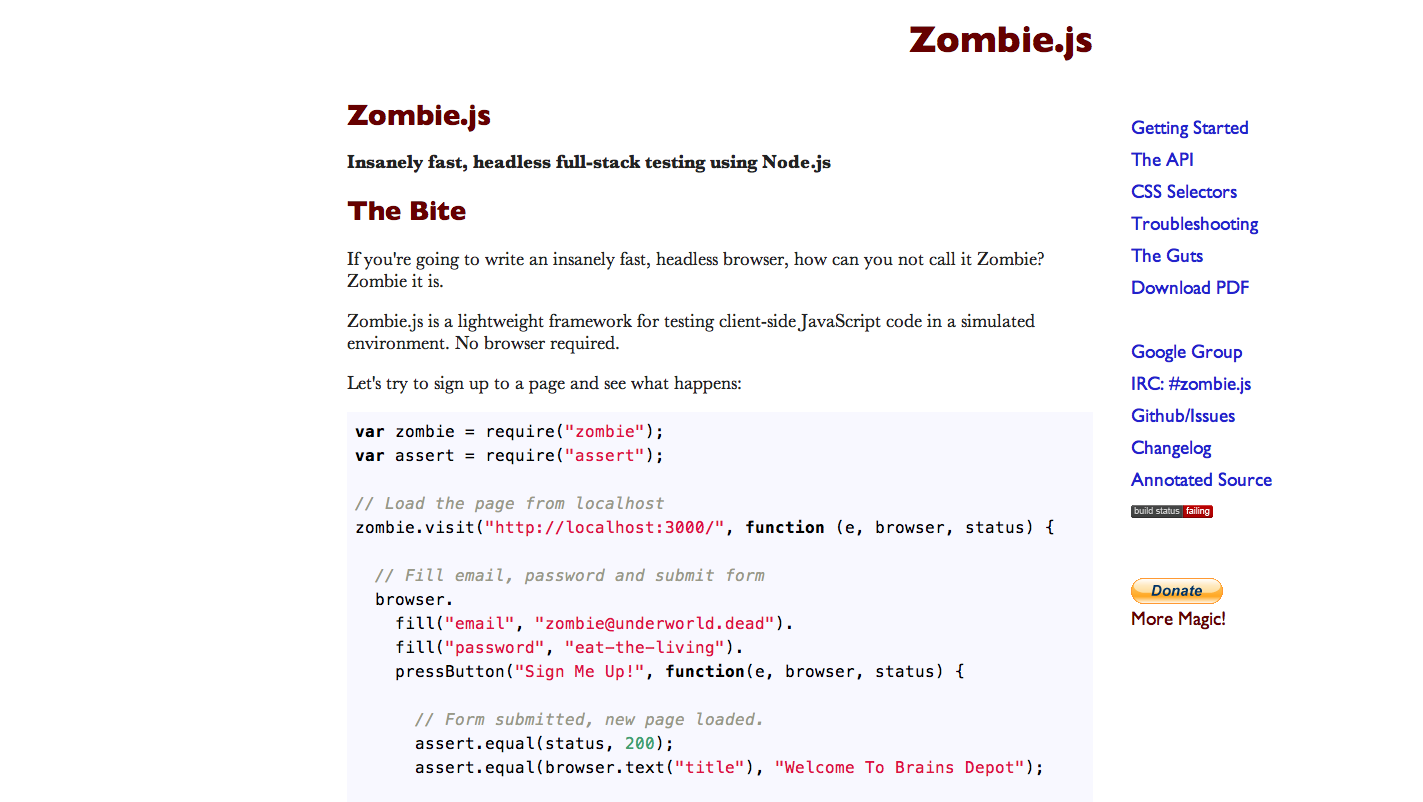 Zombie.js
Zombie.js
Insanely fast, headless full-stack testing using Node.js
The Bite
If you're going to write an insanely fast, headless browser, how can you not call it Zombie?
Zombie it is.
Zombie.js is a lightweight framework for testing client-side JavaScript code in a simulated
environment. No browser required.
Let's try to sign up to a page and see what happens:
var zombie = require("zombie");
var assert = require("assert");
// Load the page from localhost
zombie.visit("http://localhost:3000/", function (e, browser, status) {
  // Fill email, password and submit form
  browser.
    fill("email", "zombie@underworld.dead").
    fill("password", "eat-the-living").
    pressButton("Sign Me Up!", function(e, browser, status) {
      // Form submitted, new page loaded.
      assert.equal(status, 200);
      assert.equal(browser.text("title"), "Welcome To Brains Depot");
Getting Started
The API
CSS Selectors
Troubleshooting
The Guts
Download PDF
Google Group
IRC: #zombie.js
Github/Issues
Changelog
Annotated Source
build status failing
Donate
More Magic!